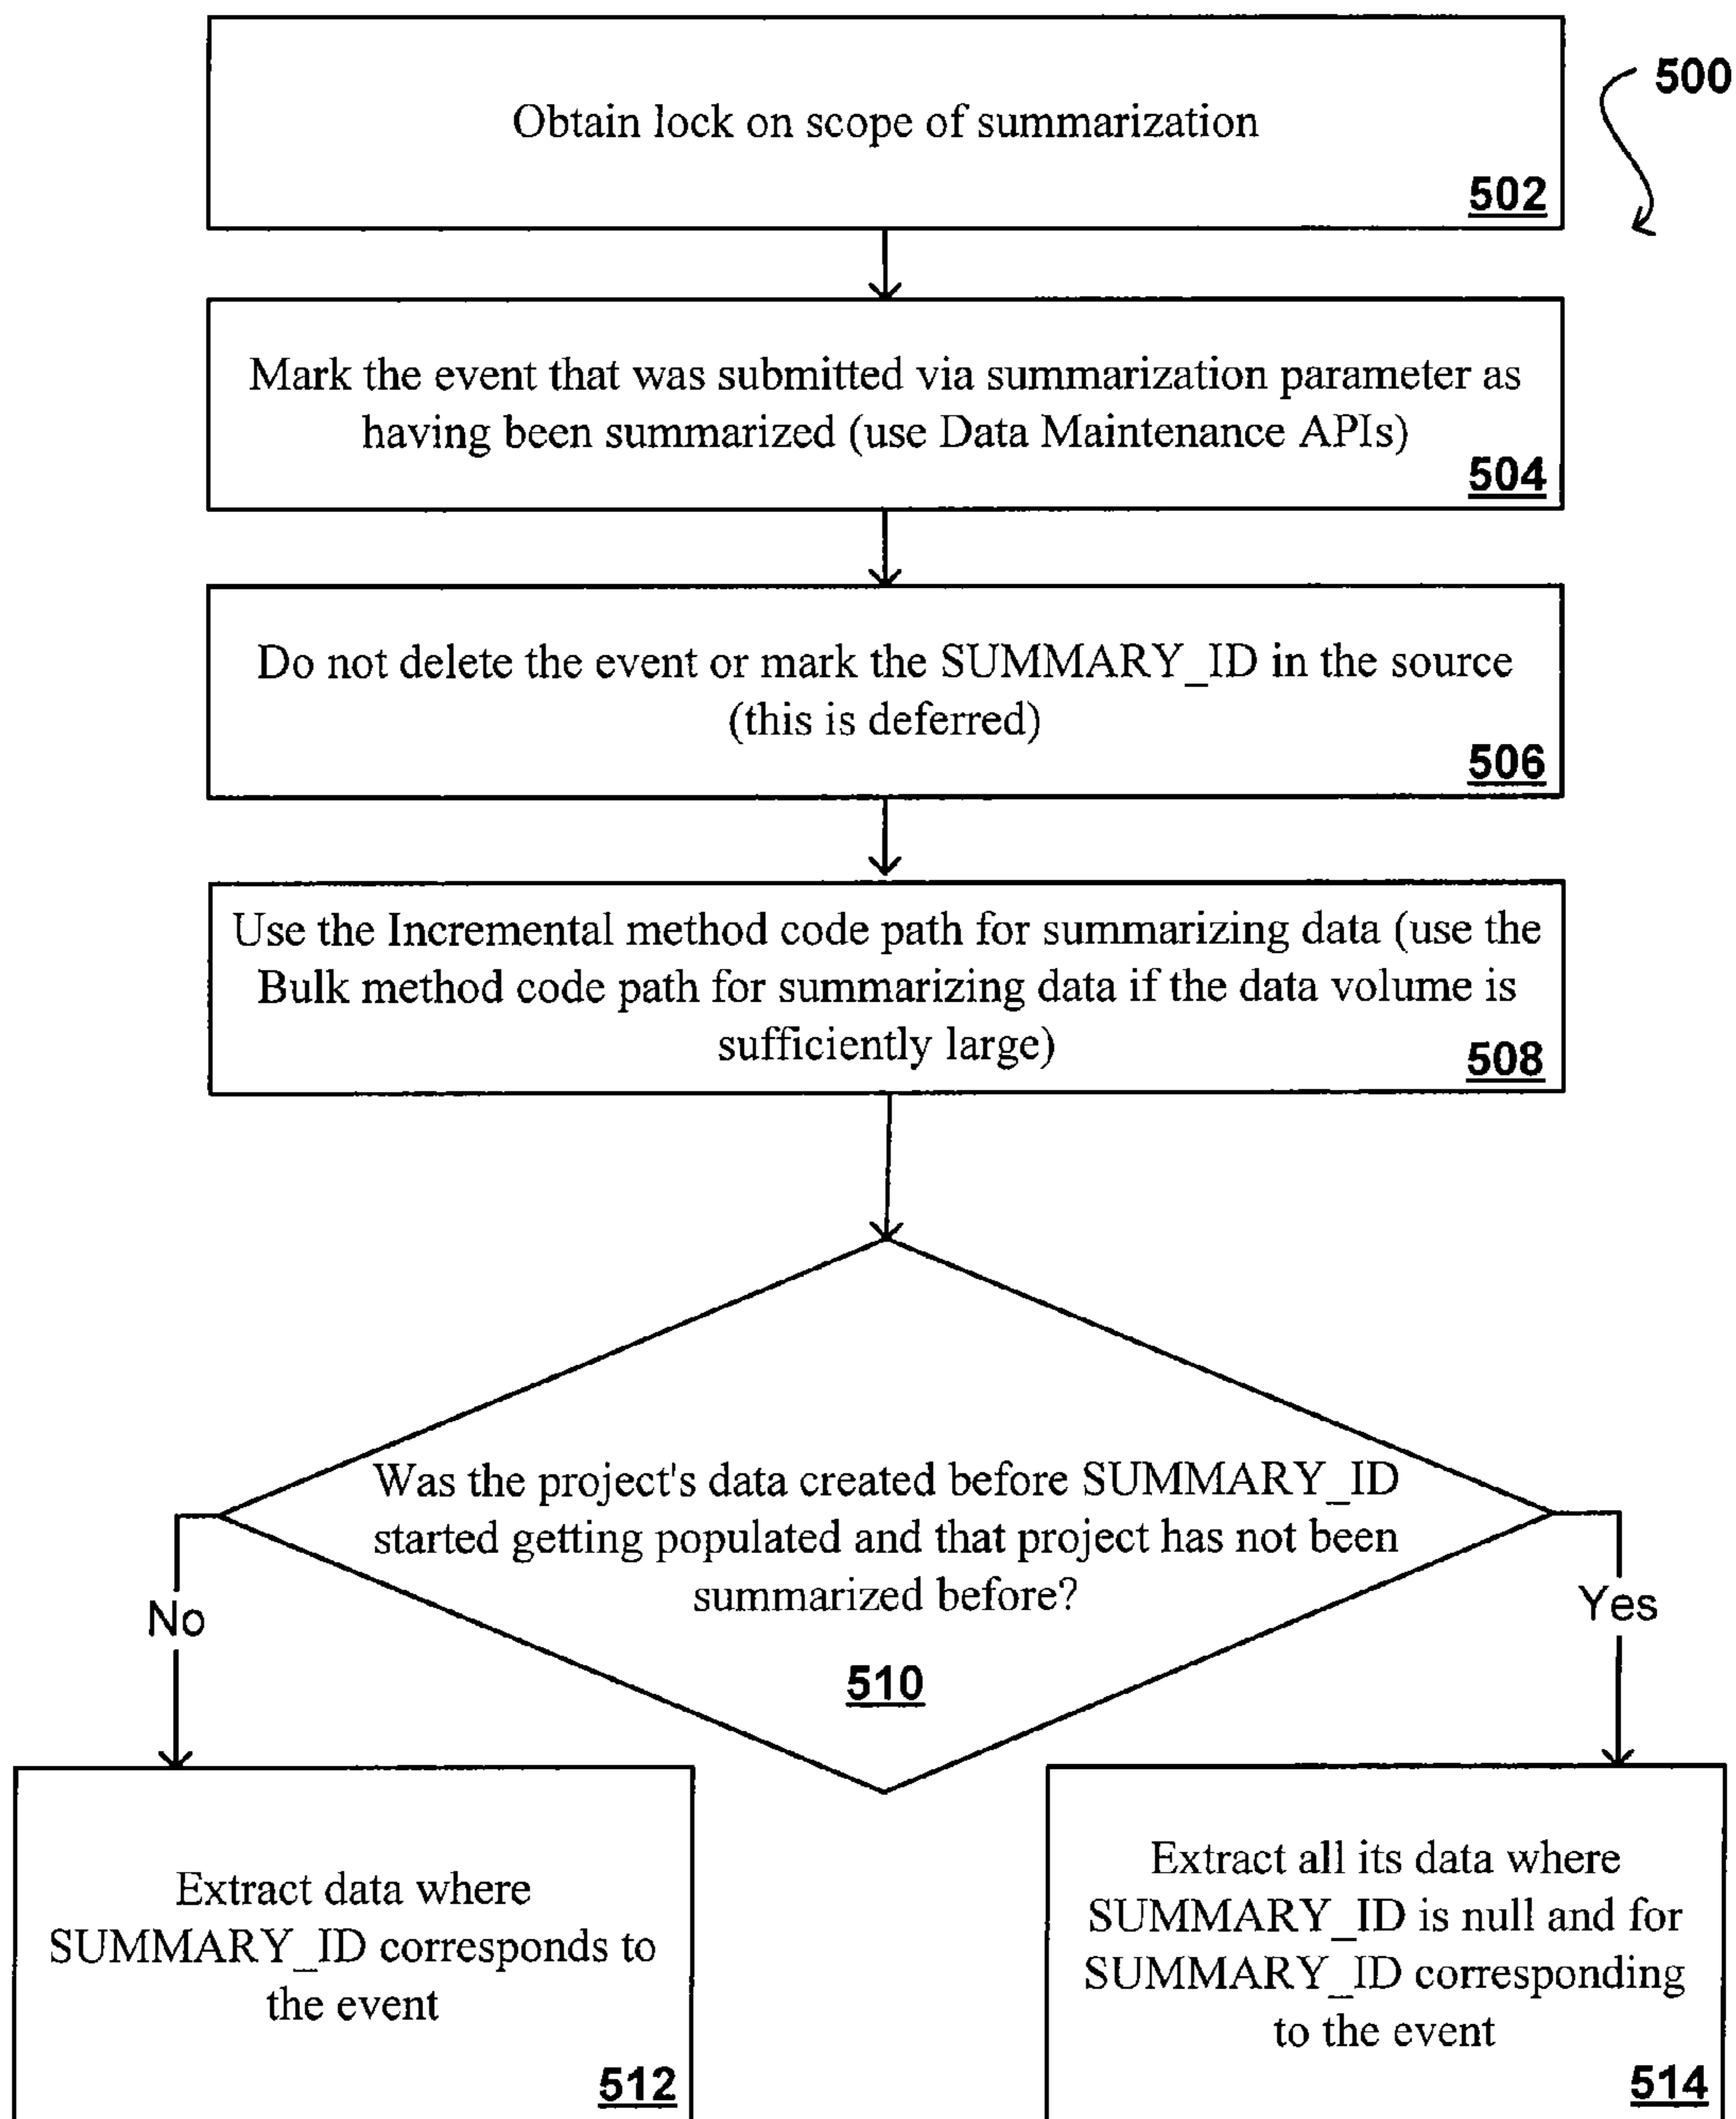 Obtain lock on scope of summarization
502
500
Mark the event that was submitted via summarization parameter as
having been summarized (use Data Maintenance APIs)
504
Do not delete the event or mark the SUMMARY_ID in the source
(this is deferred)
506
Use the Incremental method code path for summarizing data (use the
Bulk method code path for summarizing data if the data volume is
sufficiently large)
508
Was the project's data created before SUMMARY_ID
started getting populated and that project has not been
summarized before?
510
No
Yes
Extract data where
SUMMARY_ID corresponds to
the event
512
Extract all its data where
SUMMARY_ID is null and for
SUMMARY_ID corresponding
to the event
514